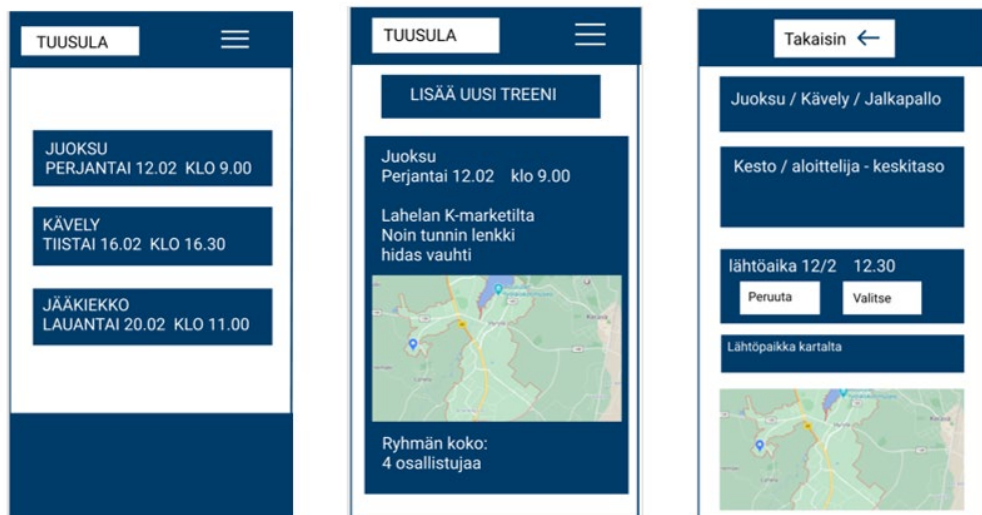 TUUSULA
JUOKSU
PERJANTAI 12.02 KLO 9.00
KÄVELY
TIISTAI 16.02 KLO 16.30
JÄÄKIEKKO
LAUANTAI 20.02 KLO 11.00
TUUSULA
LISÄÄ UUSI TREENI
Juoksu
Perjantai 12.02 klo 9.00
Lahelan K-marketilta
Noin tunnin lenkki
hidas vauhti
Ryhmän koko:
4 osallistujaa
Takaisin ←
Juoksu / Kävely / Jalkapallo
Kesto / aloittelija - keskitaso
lähtöaika 12/2 12.30
Peruuta
Valitse
Lähtöpaikka kartalta